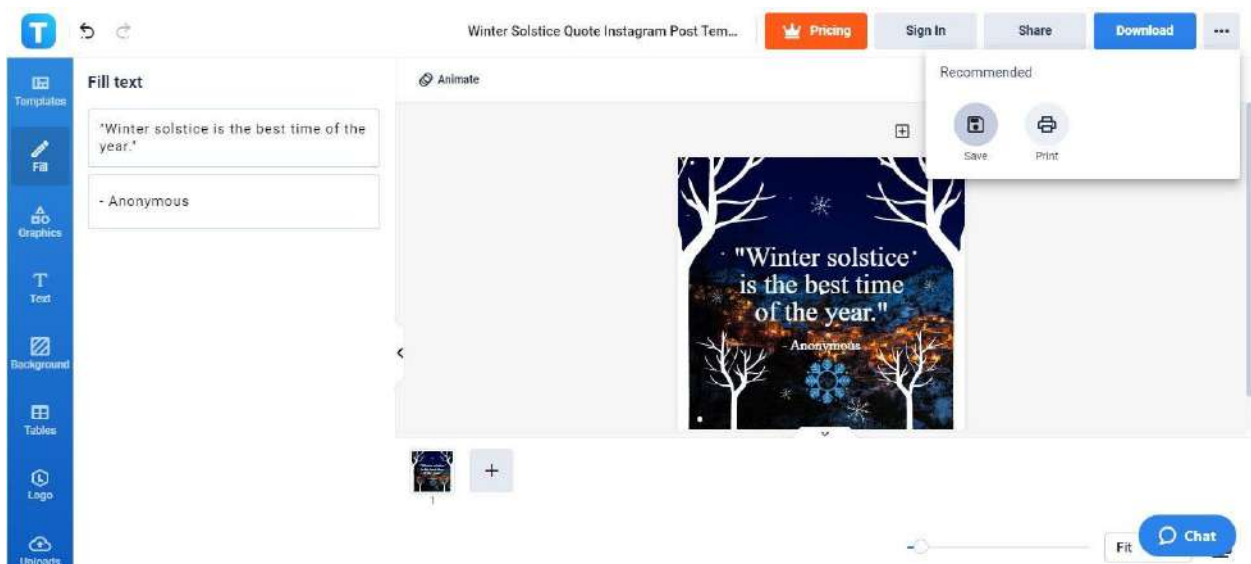 T
Winter Solstice Quote Instagram Post Tem...
Pricing
Sign In
Share
Download
Templates
Fill
Graphics
Text
Background
Tables
Logo
Uploads
Fill text
"Winter solstice is the best time of the
year."
- Anonymous
Animate
Recommended
Save
Print
"Winter solstice
is the best time
of the year."
- Anonymous
1
+
Fit
Chat